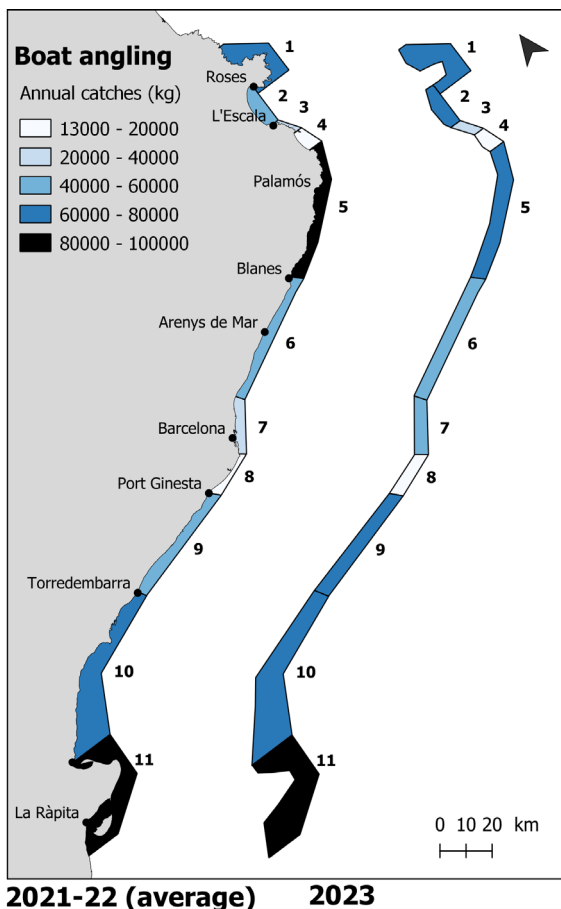 Boat angling
Annual catches (kg)
13000 - 20000
20000 - 40000
40000 - 60000
60000 - 80000
80000 - 100000
Roses
L'Escala
Palamós
Blanes
Arenys de Mar
Barcelona
Port Ginesta
Torredembarra
La Ràpita
1
2
3
4
5
6
7
8
9
10
11
1
2
3
4
5
6
7
8
9
10
11
0 10 20 km
2021-22 (average)
2023